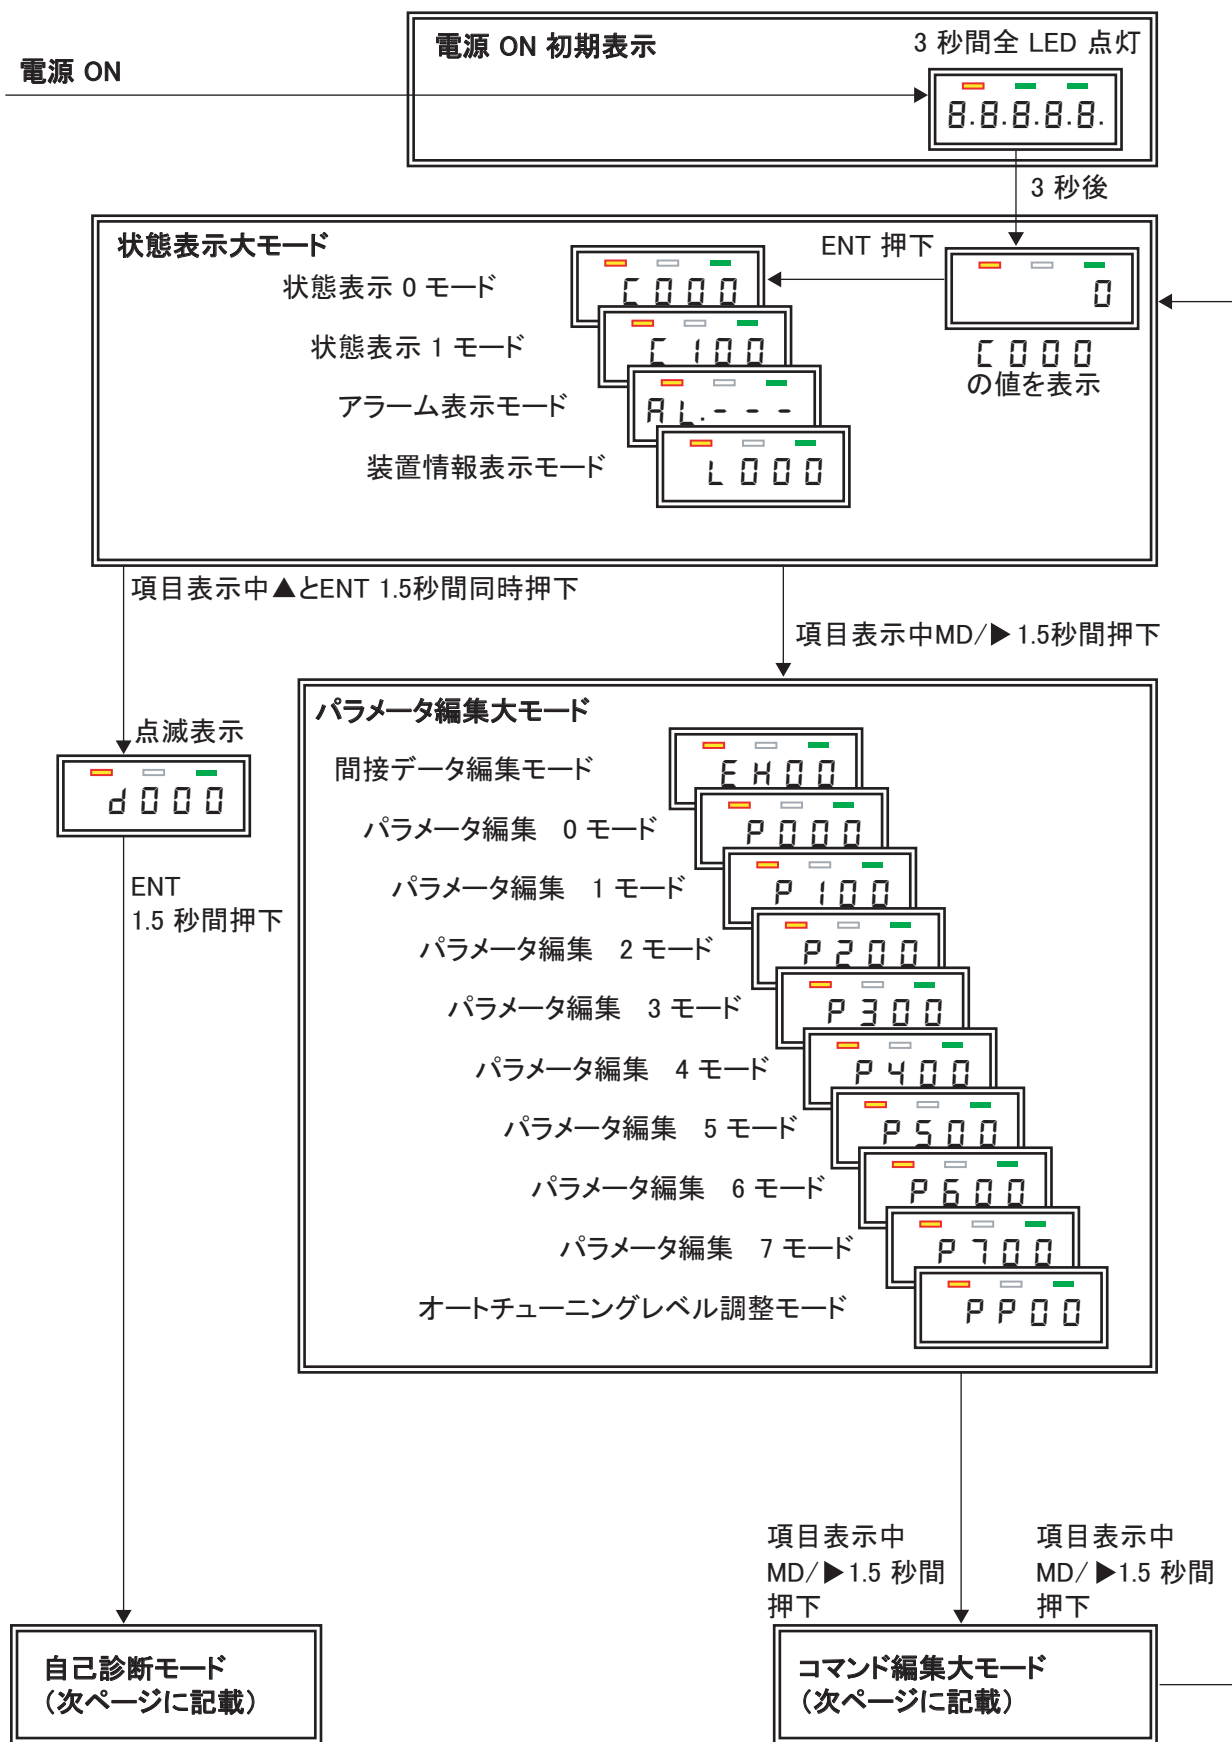 電源 ON 初期表示
3 秒間全 LED 点灯
電源 ON
8.8.8.8.8.
3 秒後
状態表示大モード
ENT 押下
状態表示 0 モード
C000
0
状態表示 1 モード
C100
C000
の値を表示
アラーム表示モード
AL.---
装置情報表示モード
L000
項目表示中▲とENT 1.5秒間同時押下
項目表示中MD/▶1.5秒間押下
パラメータ編集大モード
点滅表示
間接データ編集モード
EH00
d000
パラメータ編集 0 モード
P000
ENT
1.5 秒間押下
パラメータ編集 1 モード
P100
パラメータ編集 2 モード
P200
パラメータ編集 3 モード
P300
パラメータ編集 4 モード
P400
パラメータ編集 5 モード
P500
パラメータ編集 6 モード
P600
パラメータ編集 7 モード
P700
オートチューニングレベル調整モード
PP00
項目表示中
MD/▶1.5 秒間
押下
項目表示中
MD/▶1.5 秒間
押下
自己診断モード
（次ページに記載）
コマンド編集大モード
（次ページに記載）